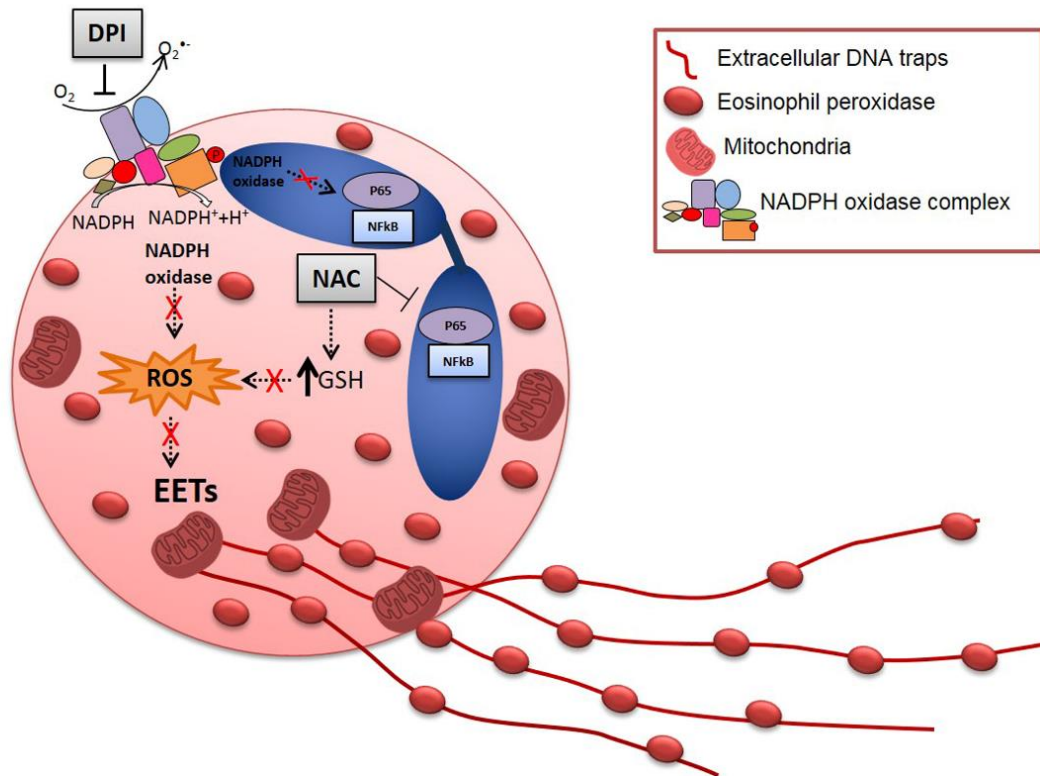 DPI
O₂
O₂•-
P
NADPH
NADPH⁺+H⁺
NADPH
oxidase
P65
NFkB
NADPH
oxidase
NAC
P65
NFkB
ROS
GSH
EETs
Extracellular DNA traps
Eosinophil peroxidase
Mitochondria
NADPH oxidase complex